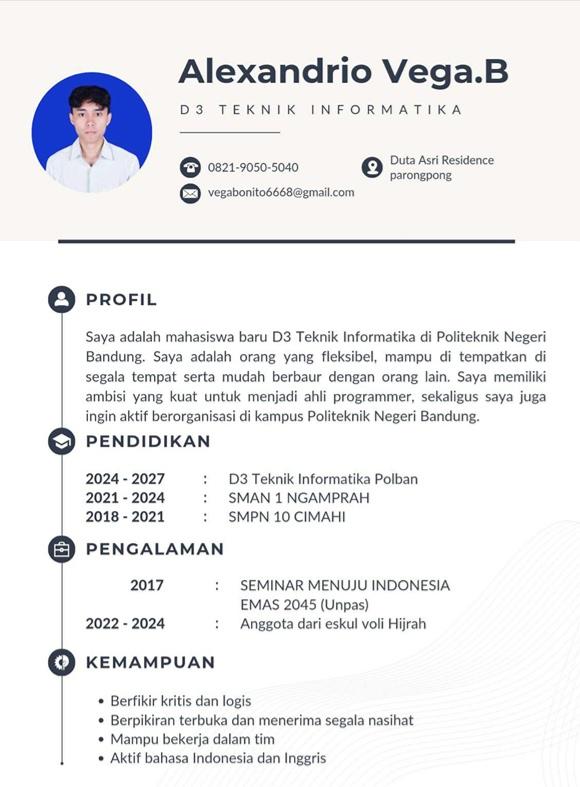 Alexandrio Vega.B
D3 TEKNIK INFORMATIKA
0821-9050-5040
Duta Asri Residence
parongpong
vegabonito6668@gmail.com
PROFIL
Saya adalah mahasiswa baru D3 Teknik Informatika di Politeknik Negeri
Bandung. Saya adalah orang yang fleksibel, mampu di tempatkan di
segala tempat serta mudah berbaur dengan orang lain. Saya memiliki
ambisi yang kuat untuk menjadi ahli programmer, sekaligus saya juga
ingin aktif berorganisasi di kampus Politeknik Negeri Bandung.
PENDIDIKAN
2024 - 2027 : D3 Teknik Informatika Polban
2021 - 2024 : SMAN 1 NGAMPRAH
2018 - 2021 : SMPN 10 CIMAHI
PENGALAMAN
2017 : SEMINAR MENUJU INDONESIA
EMAS 2045 (Unpas)
2022 - 2024 : Anggota dari eskul voli Hijrah
KEMAMPUAN
• Berfikir kritis dan logis
• Berpikiran terbuka dan menerima segala nasihat
• Mampu bekerja dalam tim
• Aktif bahasa Indonesia dan Inggris